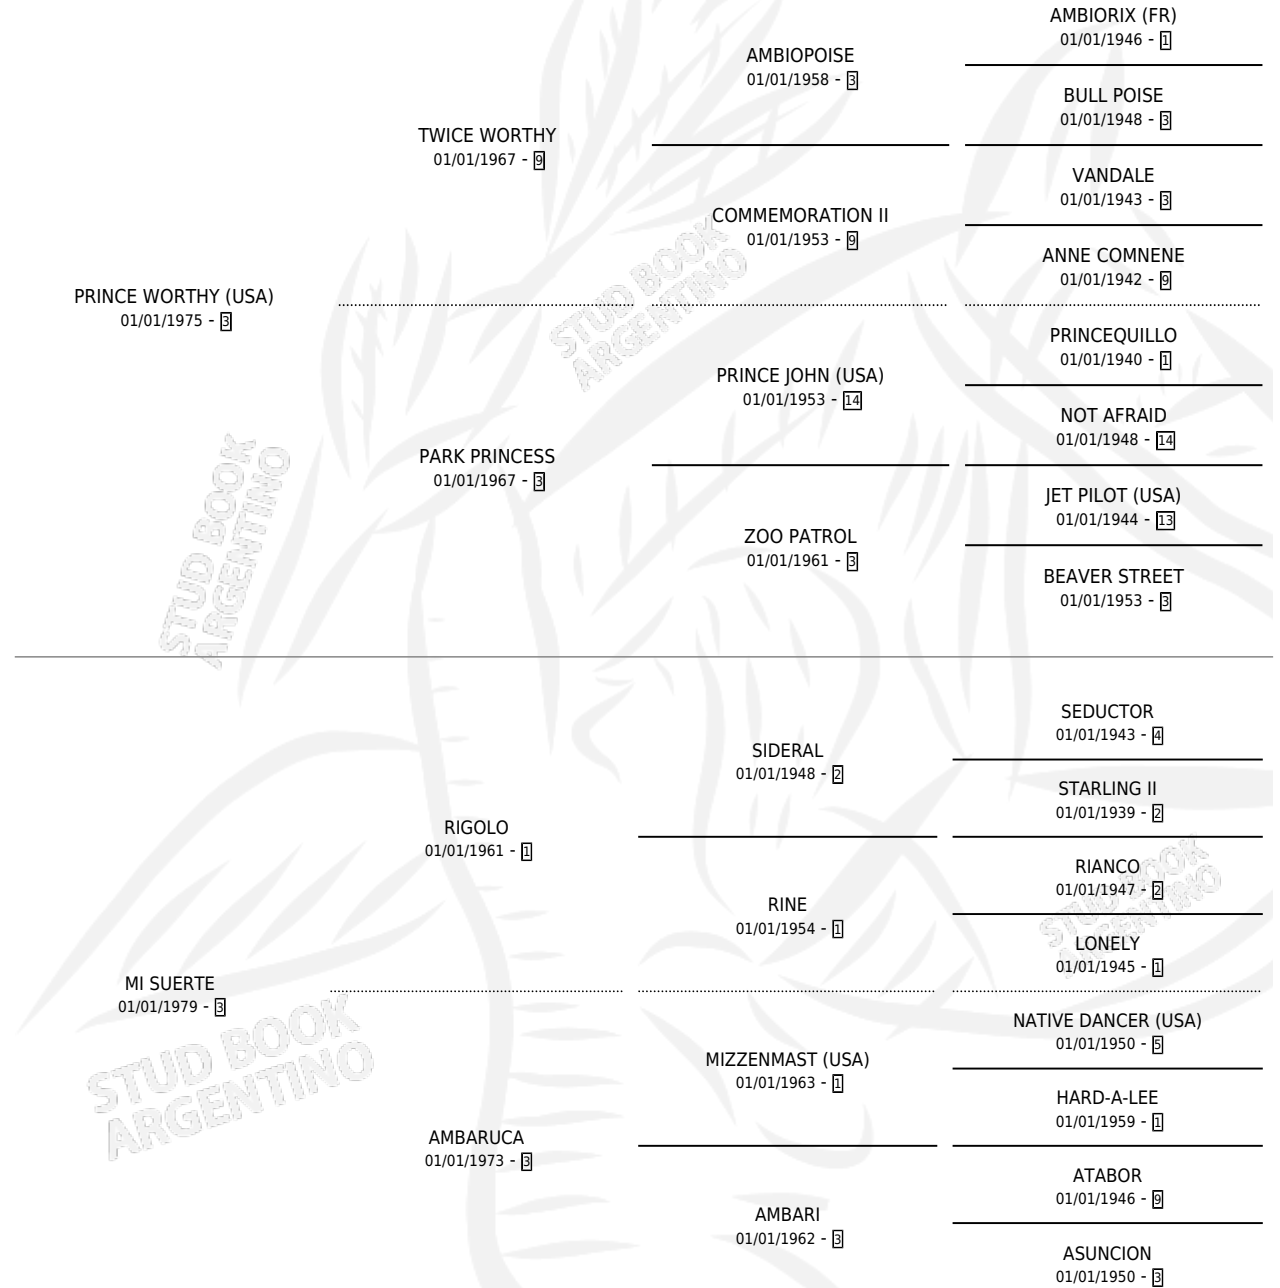 AMBIORIX (FR)
01/01/1946 - 1
AMBIOPOISE
01/01/1958 - 3
BULL POISE
01/01/1948 - 3
TWICE WORTHY
01/01/1967 - 9
VANDALE
01/01/1943 - 3
COMMEMORATION II
01/01/1953 - 9
ANNE COMNENE
01/01/1942 - 9
PRINCE WORTHY (USA)
01/01/1975 - 3
PRINCEQUILLO
01/01/1940 - 1
PRINCE JOHN (USA)
01/01/1953 - 14
NOT AFRAID
01/01/1948 - 14
PARK PRINCESS
01/01/1967 - 3
JET PILOT (USA)
01/01/1944 - 13
ZOO PATROL
01/01/1961 - 3
BEAVER STREET
01/01/1953 - 3
SEDUCTOR
01/01/1943 - 4
SIDERAL
01/01/1948 - 2
STARLING II
01/01/1939 - 2
RIGOLO
01/01/1961 - 1
RIANCO
01/01/1947 - 2
RINE
01/01/1954 - 1
LONELY
01/01/1945 - 1
MI SUERTE
01/01/1979 - 3
NATIVE DANCER (USA)
01/01/1950 - 5
MIZZENMAST (USA)
01/01/1963 - 1
HARD-A-LEE
01/01/1959 - 1
AMBARUCA
01/01/1973 - 3
ATABOR
01/01/1946 - 9
AMBARI
01/01/1962 - 3
ASUNCION
01/01/1950 - 3
STUD BOOK
ARGENTINO
STUD BOOK
ARGENTINO
STUD BOOK
ARGENTINO
STUD BOOK
ARGENTINO